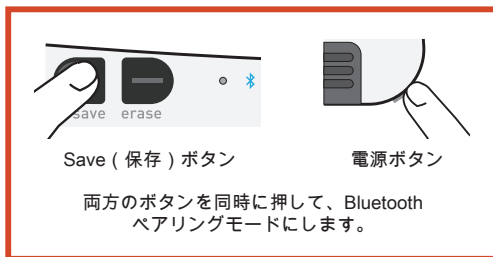 save erase
Save（保存）ボタン
電源ボタン
両方のボタンを同時に押して、Bluetooth
ペアリングモードにします。